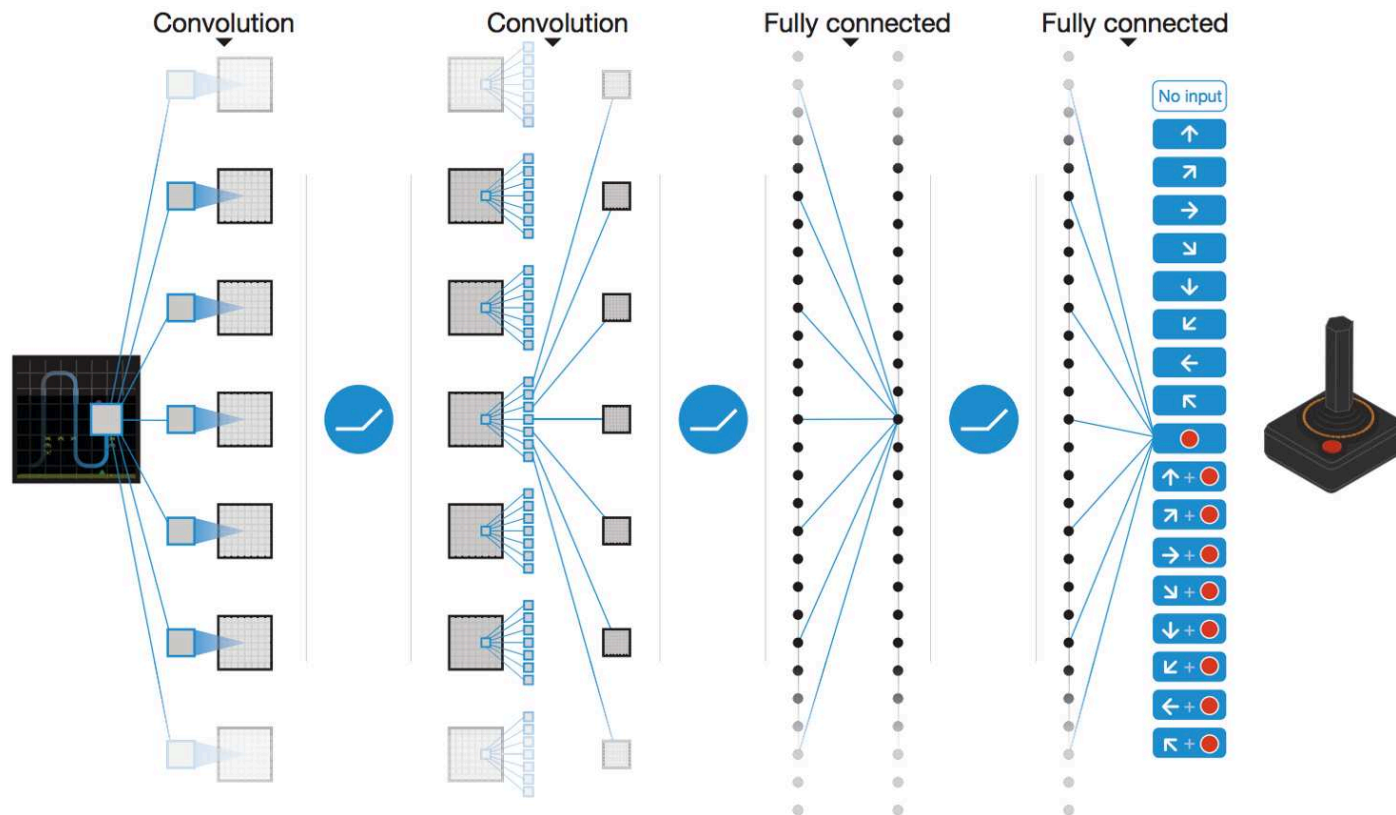 Convolution
Convolution
Fully connected
Fully connected
No input
+
+
+
+
+
+
+
+